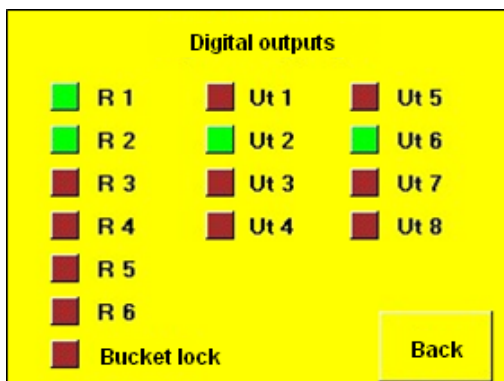 Digital outputs
R 1 Ut 1 Ut 5
R 2 Ut 2 Ut 6
R 3 Ut 3 Ut 7
R 4 Ut 4 Ut 8
R 5
R 6
Bucket lock
Back